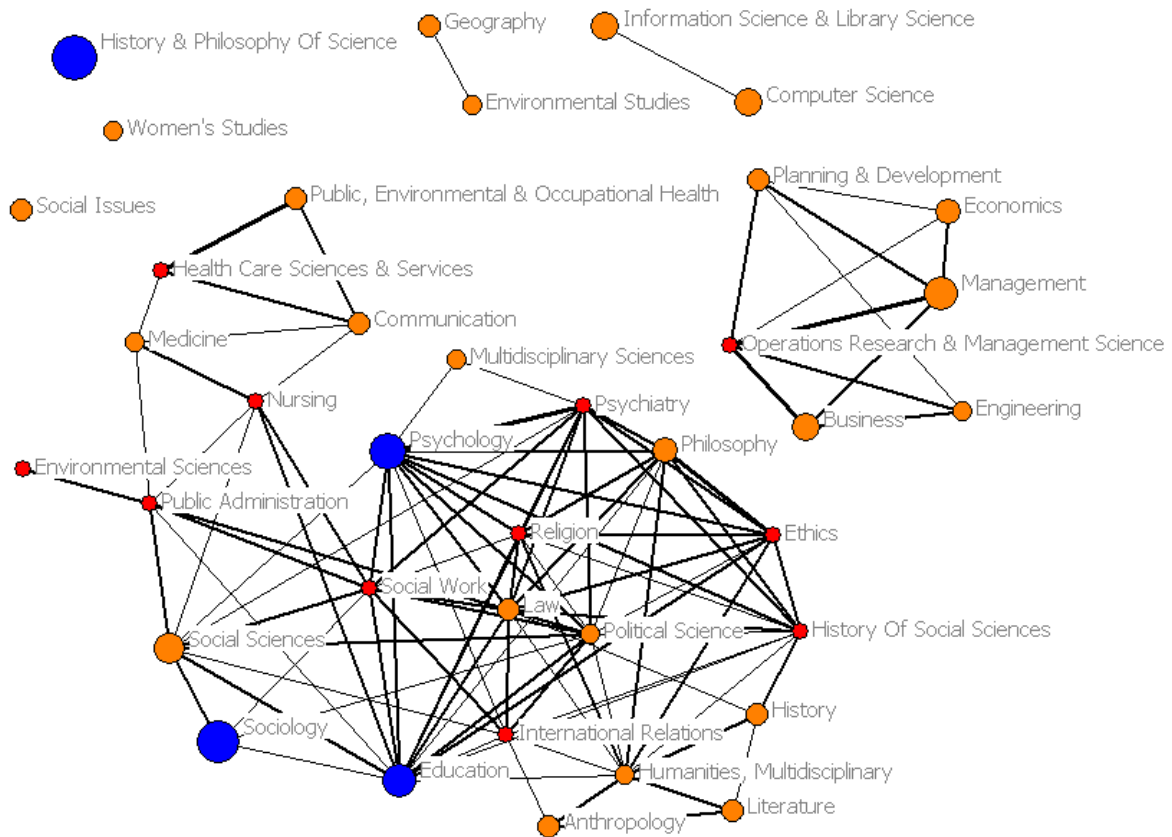 Geography
Information Science & Library Science
History & Philosophy Of Science
Environmental Studies
Computer Science
Women's Studies
Planning & Development
Public, Environmental & Occupational Health
Social Issues
Economics
Health Care Sciences & Services
Management
Communication
Medicine
Operations Research & Management Science
Multidisciplinary Sciences
Nursing
Psychiatry
Engineering
Business
Psychology
Philosophy
Environmental Sciences
Public Administration
Religion
Ethics
Social Work
Law
Social Sciences
Political Science
History Of Social Sciences
History
Sociology
International Relations
Education
Humanities, Multidisciplinary
Literature
Anthropology